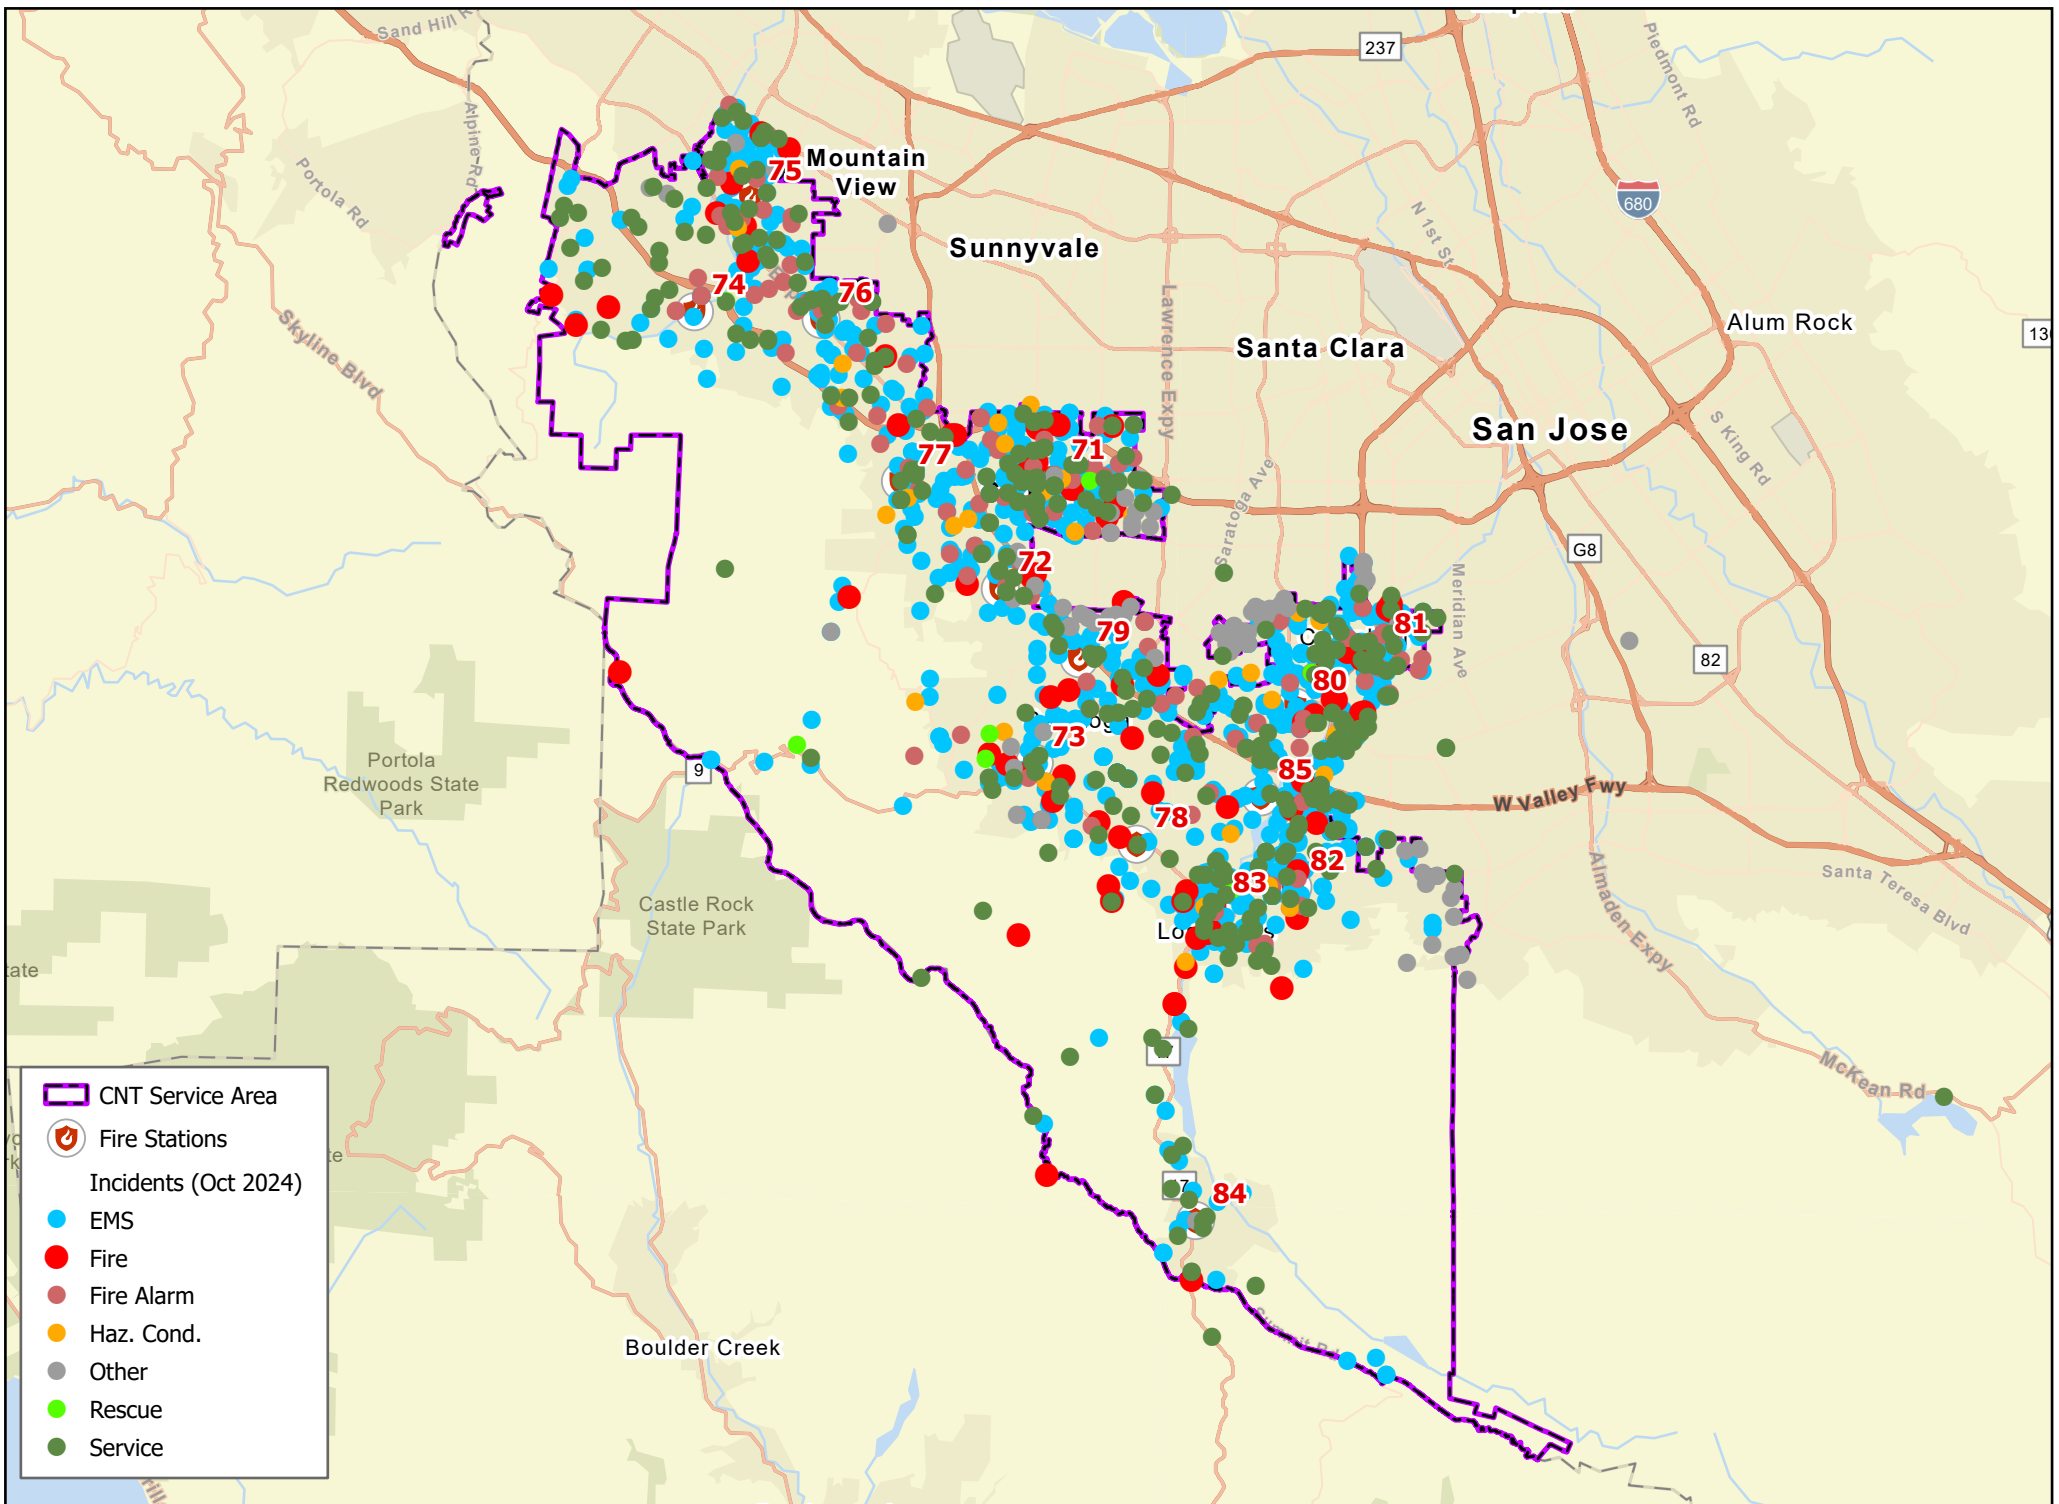 Sand Hill R
237
Piedmont Rd
Alpine Rd
Portola Rd
Mountain
View
75
680
N 1st St
Sunnyvale
74
76
Lawrence Expy
Skyline Blvd
Santa Clara
Alum Rock
13
San Jose
S King Rd
77
71
Saratoga Ave
G8
72
Meridian Ave
79
81
82
80
73
Portola
Redwoods State
Park
9
85
W Valley Fwy
78
82
83
Almaden Expy
Santa Teresa Blvd
Castle Rock
State Park
tate
McKean Rd
84
Summit Rd
Boulder Creek
CNT Service Area
Fire Stations
Incidents (Oct 2024)
EMS
Fire
Fire Alarm
Haz. Cond.
Other
Rescue
Service